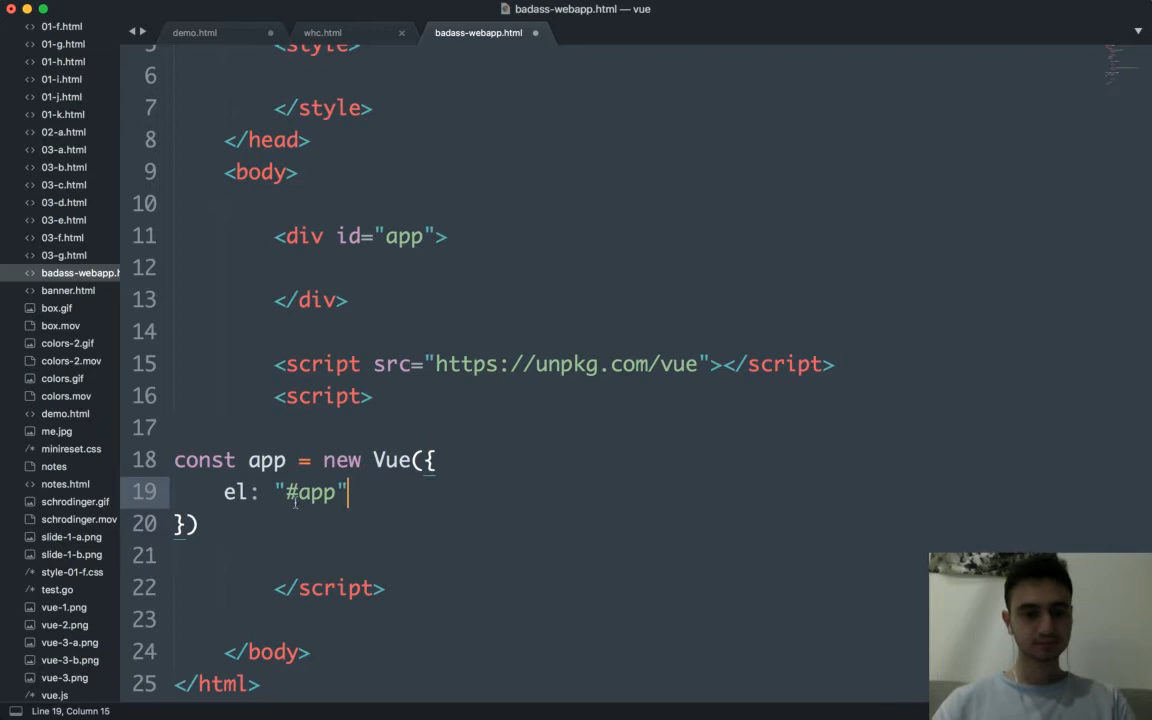 badass-webapp.html — vue
demo.html
whc.html
badass-webapp.html
01-f.html
01-g.html
01-h.html
01-i.html
01-j.html
01-k.html
02-a.html
03-a.html
03-b.html
03-c.html
03-d.html
03-e.html
03-f.html
03-g.html
badass-webapp.h
banner.html
box.gif
box.mov
colors-2.gif
colors-2.mov
colors.gif
colors.mov
demo.html
me.jpg
minireset.css
notes
notes.html
schrodinger.gif
schrodinger.mov
slide-1-a.png
slide-1-b.png
style-01-f.css
test.go
vue-1.png
vue-2.png
vue-3-a.png
vue-3-b.png
vue-3.png
vue.js
5 <style>
6
7 </style>
8 </head>
9 <body>
10
11 <div id="app">
12
13 </div>
14
15 <script src="https://unpkg.com/vue"></script>
16 <script>
17
18 const app = new Vue({
19 el: "#app"
20 })
21
22 </script>
23
24 </body>
25 </html>
Line 19, Column 15